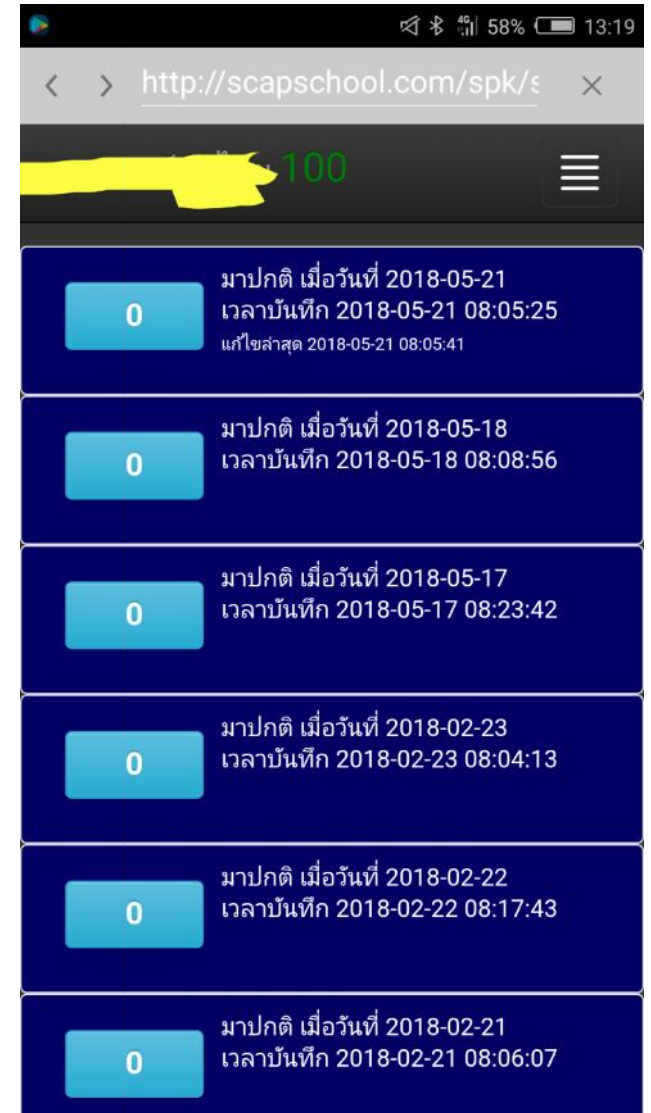 4G 58% 13:19
http://scapschool.com/spk/s
100
0
มาปกติ เมื่อวันที่ 2018-05-21
เวลาบันทึก 2018-05-21 08:05:25
แก้ไขล่าสุด 2018-05-21 08:05:41
0
มาปกติ เมื่อวันที่ 2018-05-18
เวลาบันทึก 2018-05-18 08:08:56
0
มาปกติ เมื่อวันที่ 2018-05-17
เวลาบันทึก 2018-05-17 08:23:42
0
มาปกติ เมื่อวันที่ 2018-02-23
เวลาบันทึก 2018-02-23 08:04:13
0
มาปกติ เมื่อวันที่ 2018-02-22
เวลาบันทึก 2018-02-22 08:17:43
0
มาปกติ เมื่อวันที่ 2018-02-21
เวลาบันทึก 2018-02-21 08:06:07